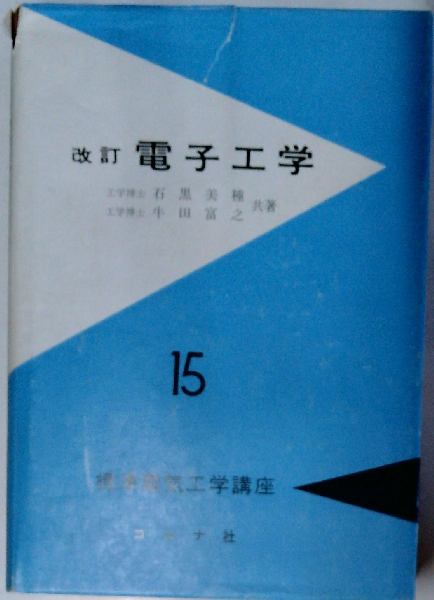 改訂 電子工学
工学博士 石黒美種
工学博士 牛田富之 共著
15
標準電気工学講座
コロナ社